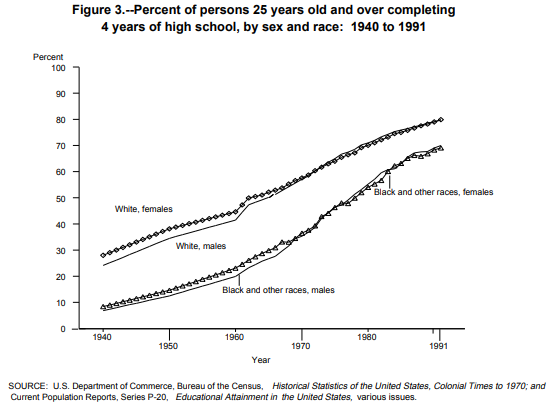 Figure 3.--Percent of persons 25 years old and over completing
4 years of high school, by sex and race: 1940 to 1991
Percent
100
90
80
70
60
50
40
30
20
10
0
White, females
White, males
Black and other races, females
Black and other races, males
1940 1950 1960 1970 1980 1991
Year
SOURCE: U.S. Department of Commerce, Bureau of the Census, Historical Statistics of the United States, Colonial Times to 1970; and
Current Population Reports, Series P-20, Educational Attainment in the United States, various issues.